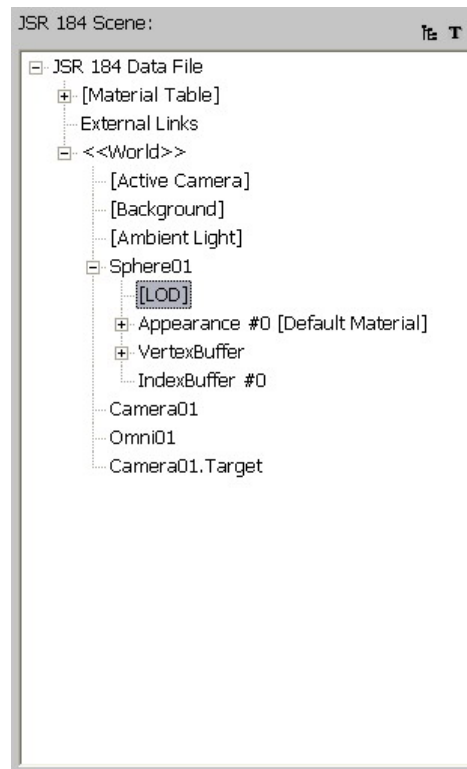 JSR 184 Scene:
T
JSR 184 Data File
[Material Table]
External Links
<<World>>
[Active Camera]
[Background]
[Ambient Light]
Sphere01
[LOD]
Appearance #0 [Default Material]
VertexBuffer
IndexBuffer #0
Camera01
Omni01
Camera01.Target